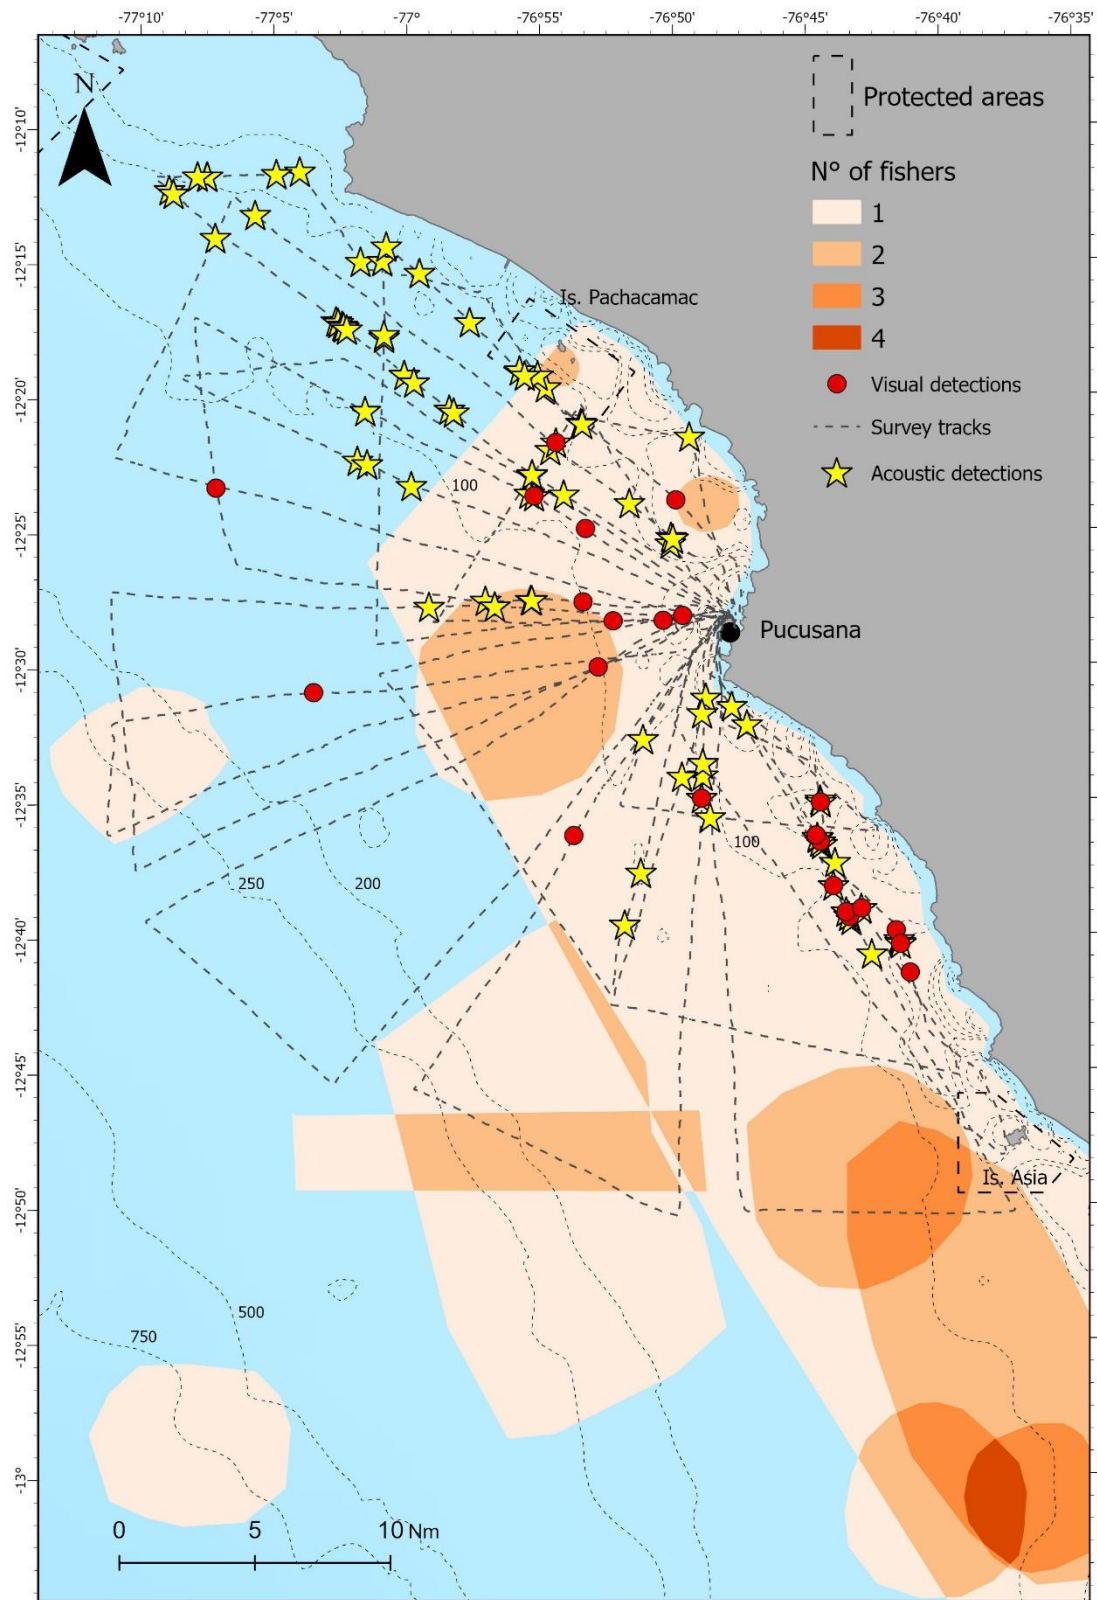 -77°10' -77°5' -77° -76°55' -76°50' -76°45' -76°40' -76°35'
N
Protected areas
N° of fishers
1
2
3
4
Visual detections
Survey tracks
Acoustic detections
-12°10'
-12°15'
-12°20'
-12°25'
-12°30'
-12°35'
-12°40'
-12°45'
-12°50'
-12°55'
-13°
Is. Pachacamac
100
Pucusana
100
250
200
Is. Asia
500
750
0 5 10 Nm